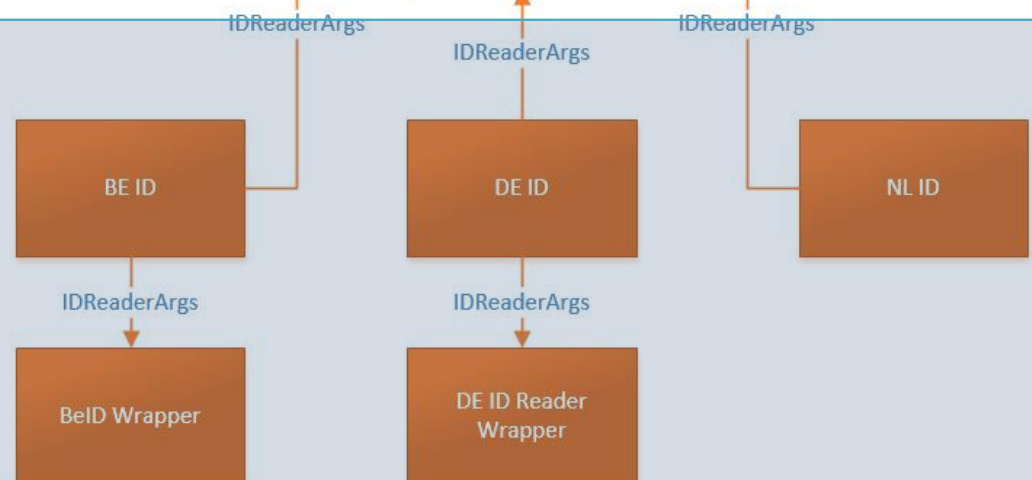 IDReaderArgs
IDReaderArgs
IDReaderArgs
BE ID
DE ID
NL ID
IDReaderArgs
IDReaderArgs
BeID Wrapper
DE ID Reader
Wrapper